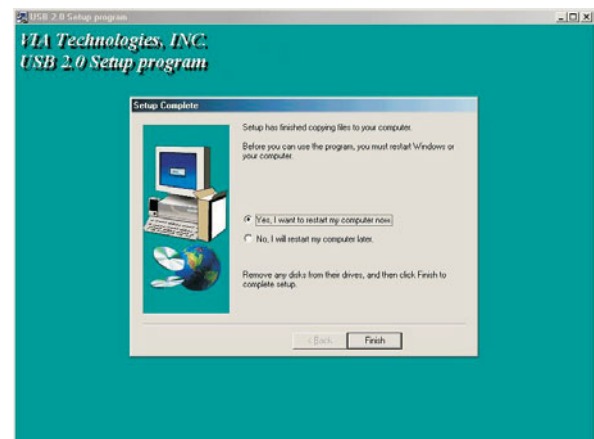 USB 2.0 Setup program
VIA Technologies, INC.
USB 2.0 Setup program
Setup Complete
Setup has finished copying files to your computer.
Before you can use the program, you must restart Windows or
your computer.
Yes, I want to restart my computer now.
No, I will restart my computer later.
Remove any disks from their drives, and then click Finish to
complete setup.
< Back
Finish